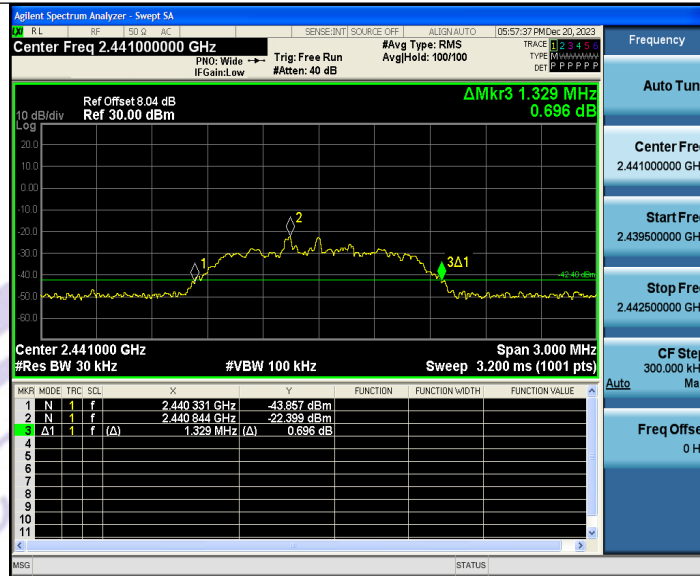 Agilent Spectrum Analyzer - Swept SA
RL RF 50 Ω AC SENSE:INT SOURCE OFF ALIGNAUTO 05:57:37 PM Dec 20, 2023
Center Freq 2.441000000 GHz #Avg Type: RMS TRACE 1 2 3 4 5 6
PNO: Wide Trig: Free Run Avg|Hold: 100/100 TYPE MWWWWW
IFGain:Low #Atten: 40 dB DET P P P P P P
ΔMkr3 1.329 MHz
0.696 dB
Ref Offset 8.04 dB
10 dB/div Ref 30.00 dBm
Log
20.0
10.0
0.00
-10.0
-20.0
-30.0
-40.0
-50.0
-60.0
2
1
3Δ1
-42.40 dBm
Center 2.441000 GHz Span 3.000 MHz
#Res BW 30 kHz #VBW 100 kHz Sweep 3.200 ms (1001 pts)
MKR MODE TRC SCL X Y FUNCTION FUNCTION WIDTH FUNCTION VALUE
1 N 1 f 2.440 331 GHz -43.857 dBm
2 N 1 f 2.440 844 GHz -22.399 dBm
3 Δ1 1 f (Δ) 1.329 MHz (Δ) 0.696 dB
4
5
6
7
8
9
10
11
MSG STATUS
Frequency
Auto Tun
Center Fre
2.441000000 GH
Start Fre
2.439500000 GH
Stop Fre
2.442500000 GH
CF Step
300.000 kH
Auto Ma
Freq Offse
0 H